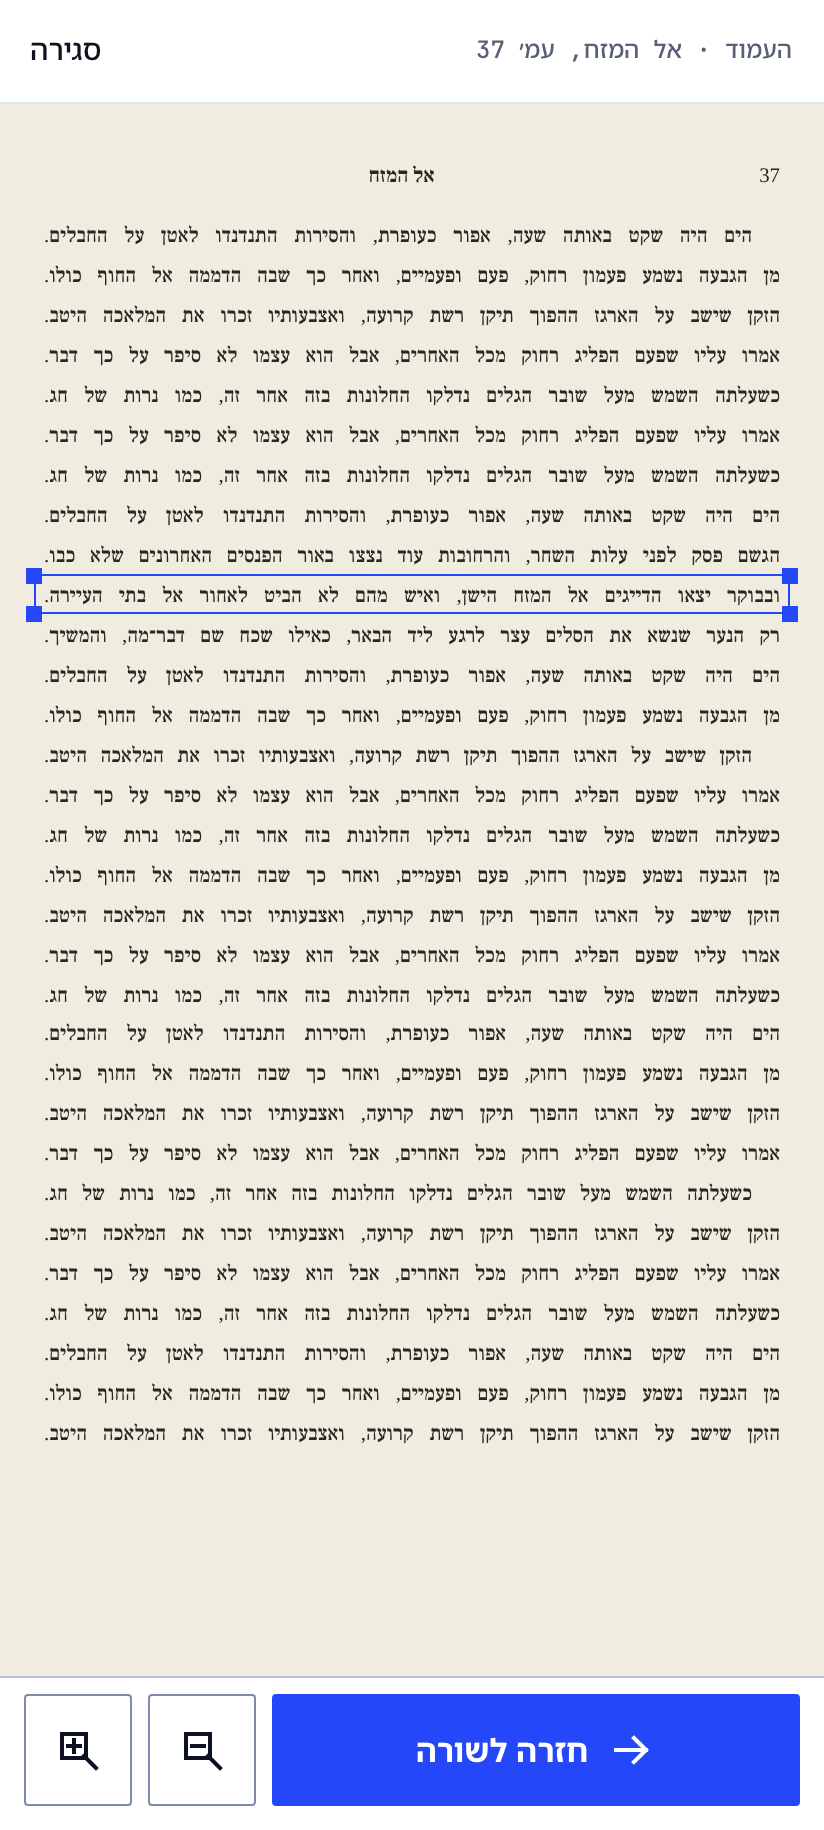 העמוד · אל המזח, עמ׳ 37
סגירה
37
אל המזח
הים היה שקט באותה שעה, אפור כעופרת, והסירות התנדנדו לאטן על החבלים.
מן הגבעה נשמע פעמון רחוק, פעם ופעמיים, ואחר כך שבה הדממה אל החוף כולו.
הזקן שישב על הארגז ההפוך תיקן רשת קרועה, ואצבעותיו זכרו את המלאכה היטב.
אמרו עליו שפעם הפליג רחוק מכל האחרים, אבל הוא עצמו לא סיפר על כך דבר.
כשעלתה השמש מעל שובר הגלים נדלקו החלונות בזה אחר זה, כמו נרות של חג.
אמרו עליו שפעם הפליג רחוק מכל האחרים, אבל הוא עצמו לא סיפר על כך דבר.
כשעלתה השמש מעל שובר הגלים נדלקו החלונות בזה אחר זה, כמו נרות של חג.
הים היה שקט באותה שעה, אפור כעופרת, והסירות התנדנדו לאטן על החבלים.
הגשם פסק לפני עלות השחר, והרחובות עוד נצצו באור הפנסים האחרונים שלא כבו.
ובבוקר יצאו הדייגים אל המזח הישן, ואיש מהם לא הביט לאחור אל בתי העיירה.
רק הנער שנשא את הסלים עצר לרגע ליד הבאר, כאילו שכח שם דבר־מה, והמשיך.
הים היה שקט באותה שעה, אפור כעופרת, והסירות התנדנדו לאטן על החבלים.
מן הגבעה נשמע פעמון רחוק, פעם ופעמיים, ואחר כך שבה הדממה אל החוף כולו.
הזקן שישב על הארגז ההפוך תיקן רשת קרועה, ואצבעותיו זכרו את המלאכה היטב.
אמרו עליו שפעם הפליג רחוק מכל האחרים, אבל הוא עצמו לא סיפר על כך דבר.
כשעלתה השמש מעל שובר הגלים נדלקו החלונות בזה אחר זה, כמו נרות של חג.
מן הגבעה נשמע פעמון רחוק, פעם ופעמיים, ואחר כך שבה הדממה אל החוף כולו.
הזקן שישב על הארגז ההפוך תיקן רשת קרועה, ואצבעותיו זכרו את המלאכה היטב.
אמרו עליו שפעם הפליג רחוק מכל האחרים, אבל הוא עצמו לא סיפר על כך דבר.
כשעלתה השמש מעל שובר הגלים נדלקו החלונות בזה אחר זה, כמו נרות של חג.
הים היה שקט באותה שעה, אפור כעופרת, והסירות התנדנדו לאטן על החבלים.
מן הגבעה נשמע פעמון רחוק, פעם ופעמיים, ואחר כך שבה הדממה אל החוף כולו.
הזקן שישב על הארגז ההפוך תיקן רשת קרועה, ואצבעותיו זכרו את המלאכה היטב.
אמרו עליו שפעם הפליג רחוק מכל האחרים, אבל הוא עצמו לא סיפר על כך דבר.
כשעלתה השמש מעל שובר הגלים נדלקו החלונות בזה אחר זה, כמו נרות של חג.
הזקן שישב על הארגז ההפוך תיקן רשת קרועה, ואצבעותיו זכרו את המלאכה היטב.
אמרו עליו שפעם הפליג רחוק מכל האחרים, אבל הוא עצמו לא סיפר על כך דבר.
כשעלתה השמש מעל שובר הגלים נדלקו החלונות בזה אחר זה, כמו נרות של חג.
הים היה שקט באותה שעה, אפור כעופרת, והסירות התנדנדו לאטן על החבלים.
מן הגבעה נשמע פעמון רחוק, פעם ופעמיים, ואחר כך שבה הדממה אל החוף כולו.
הזקן שישב על הארגז ההפוך תיקן רשת קרועה, ואצבעותיו זכרו את המלאכה היטב.
חזרה לשורה